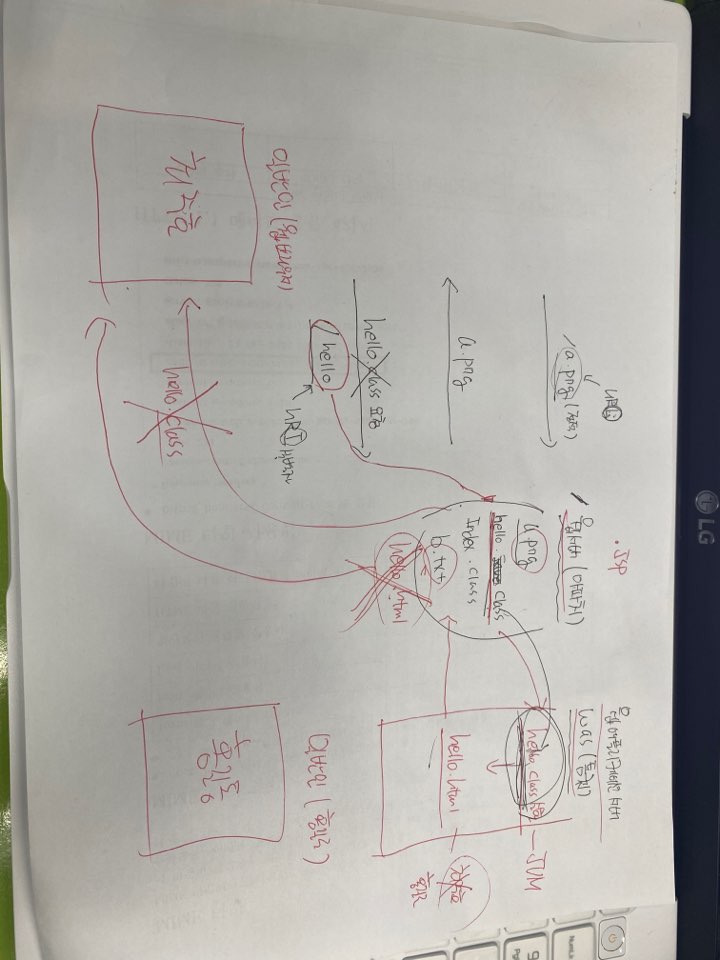 LG
.JSP
URL
/a.png (정적)
웹서버 (아파치)
웹 어플리케이션 서버
was (톰켓)
a.png
hello. class
Index.class
b.txt
hello.html
hello.class
JVM
hello.html
최주호
홍길동
a.png
hello.class 요청
/hello
URI 식별자
일반인 (웹브라우저)
최주호
hello.class
일반인 (홍길동)
홍길동
NumLk
9
Pg